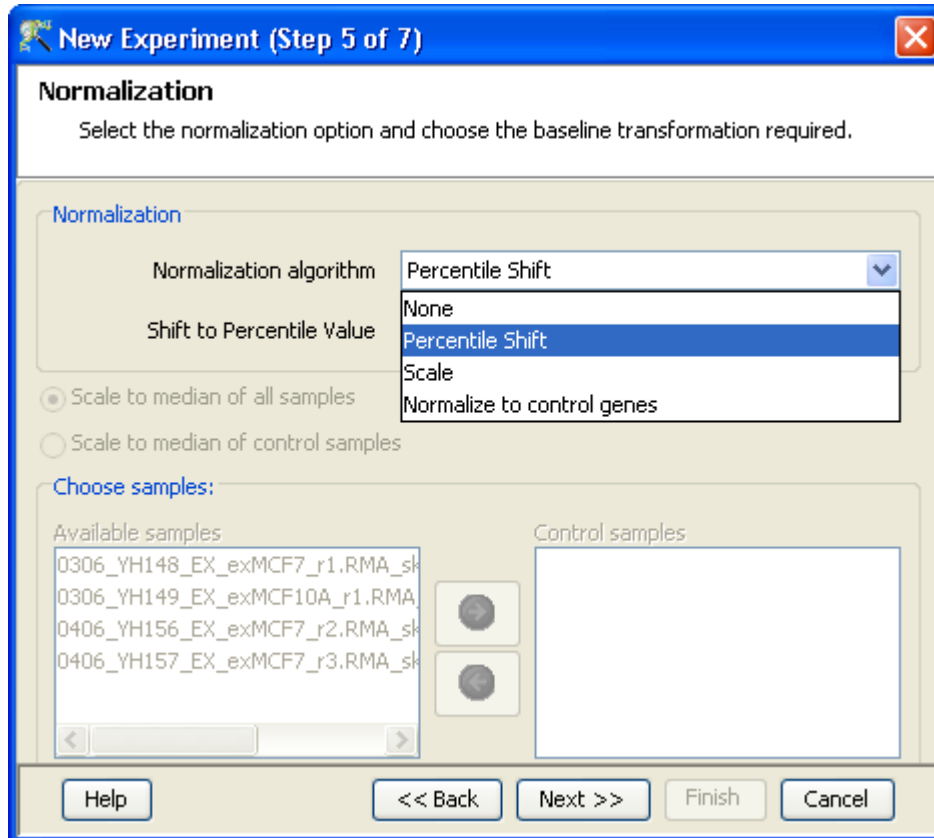 New Experiment (Step 5 of 7)
Normalization
Select the normalization option and choose the baseline transformation required.
Normalization
Normalization algorithm Percentile Shift
None
Shift to Percentile Value
Percentile Shift
Scale
Normalize to control genes
Scale to median of all samples
Scale to median of control samples
Choose samples:
Available samples
0306_YH148_EX_exMCF7_r1.RMA_sk
0306_YH149_EX_exMCF10A_r1.RMA_
0406_YH156_EX_exMCF7_r2.RMA_sk
0406_YH157_EX_exMCF7_r3.RMA_sk
Control samples
Help << Back Next >> Finish Cancel